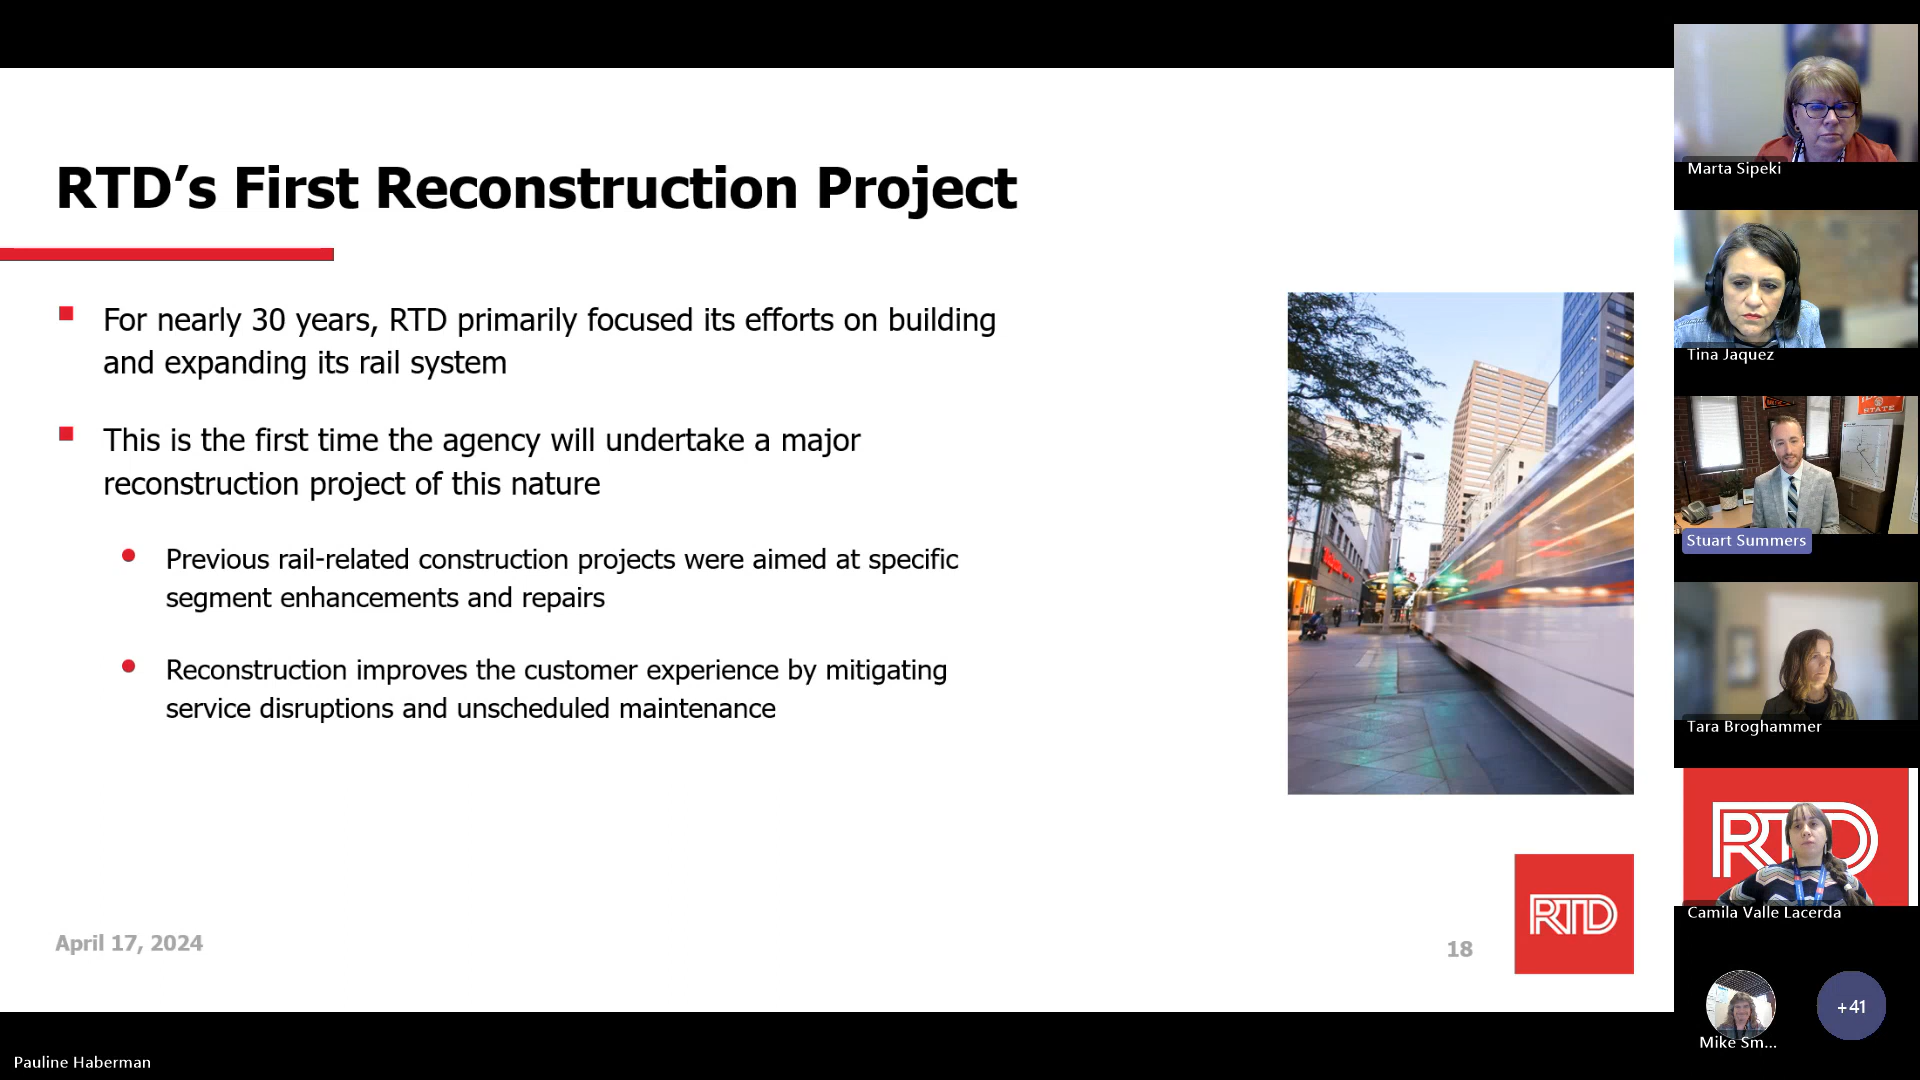 RTD’s First Reconstruction Project
For nearly 30 years, RTD primarily focused its efforts on building
and expanding its rail system
This is the first time the agency will undertake a major
reconstruction project of this nature
Previous rail-related construction projects were aimed at specific
segment enhancements and repairs
Reconstruction improves the customer experience by mitigating
service disruptions and unscheduled maintenance
April 17, 2024
18
RTD
Pauline Haberman
Marta Sipeki
Tina Jaquez
STATE
Stuart Summers
Tara Broghammer
RTD
Camila Valle Lacerda
Mike Sm...
+41